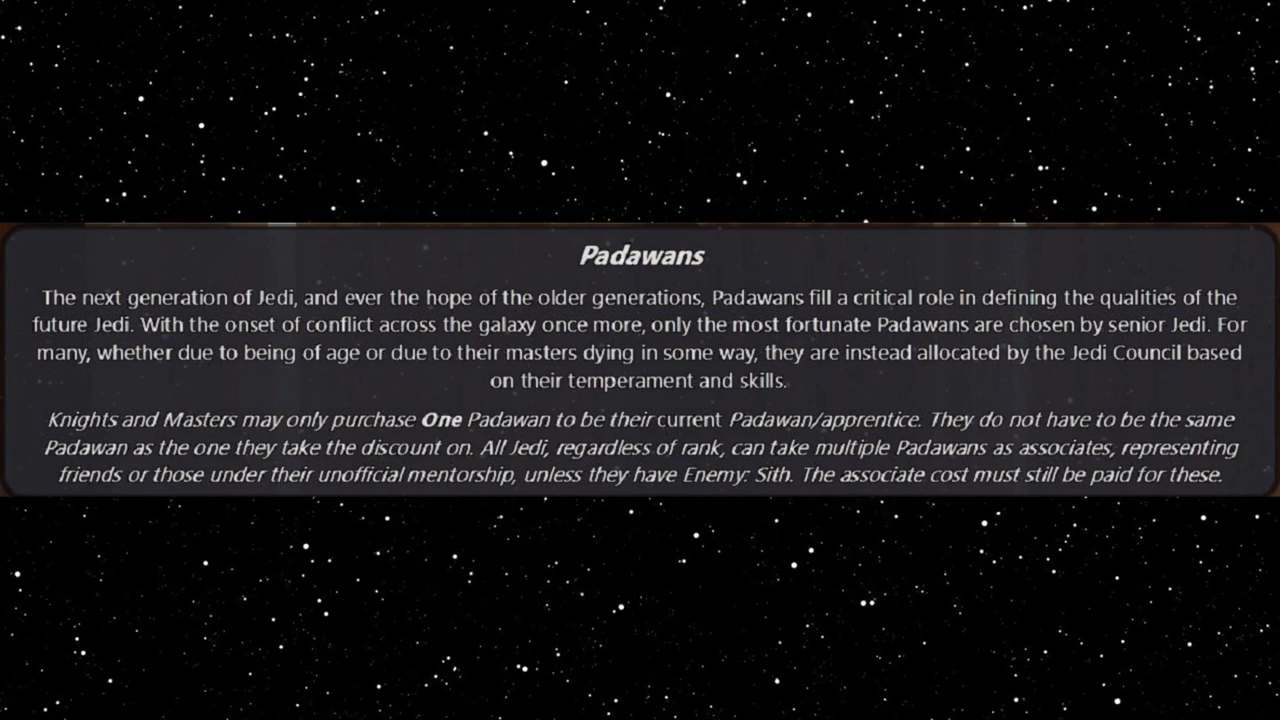 Padawans
The next generation of Jedi, and ever the hope of the older generations, Padawans fill a critical role in defining the qualities of the
future Jedi. With the onset of conflict across the galaxy once more, only the most fortunate Padawans are chosen by senior Jedi. For
many, whether due to being of age or due to their masters dying in some way, they are instead allocated by the Jedi Council based
on their temperament and skills.
Knights and Masters may only purchase One Padawan to be their current Padawan/apprentice. They do not have to be the same
Padawan as the one they take the discount on. All Jedi, regardless of rank, can take multiple Padawans as associates, representing
friends or those under their unofficial mentorship, unless they have Enemy: Sith. The associate cost must still be paid for these.